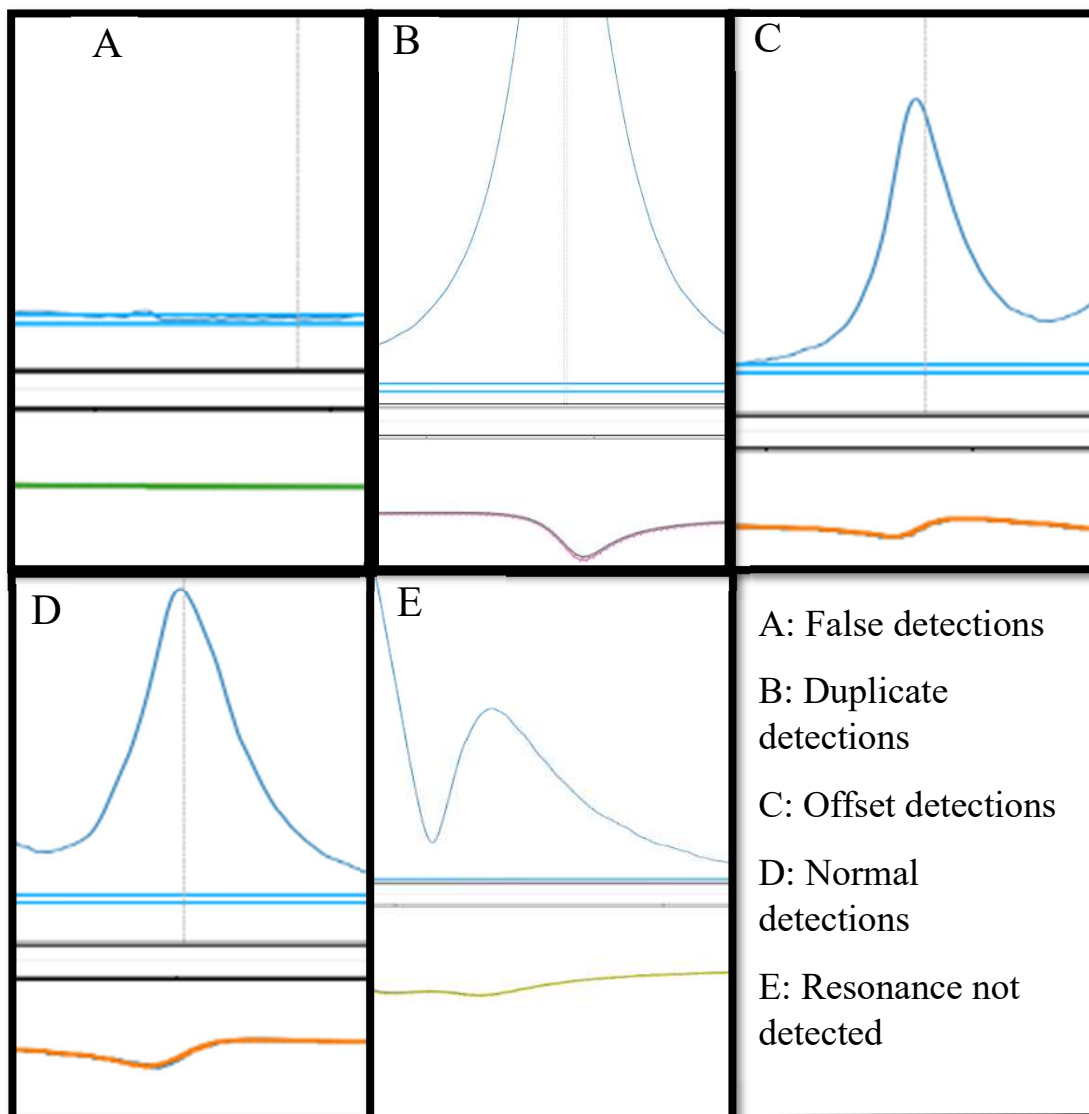 A
B
C
D
E
A: False detections
B: Duplicate
detections
C: Offset detections
D: Normal
detections
E: Resonance not
detected